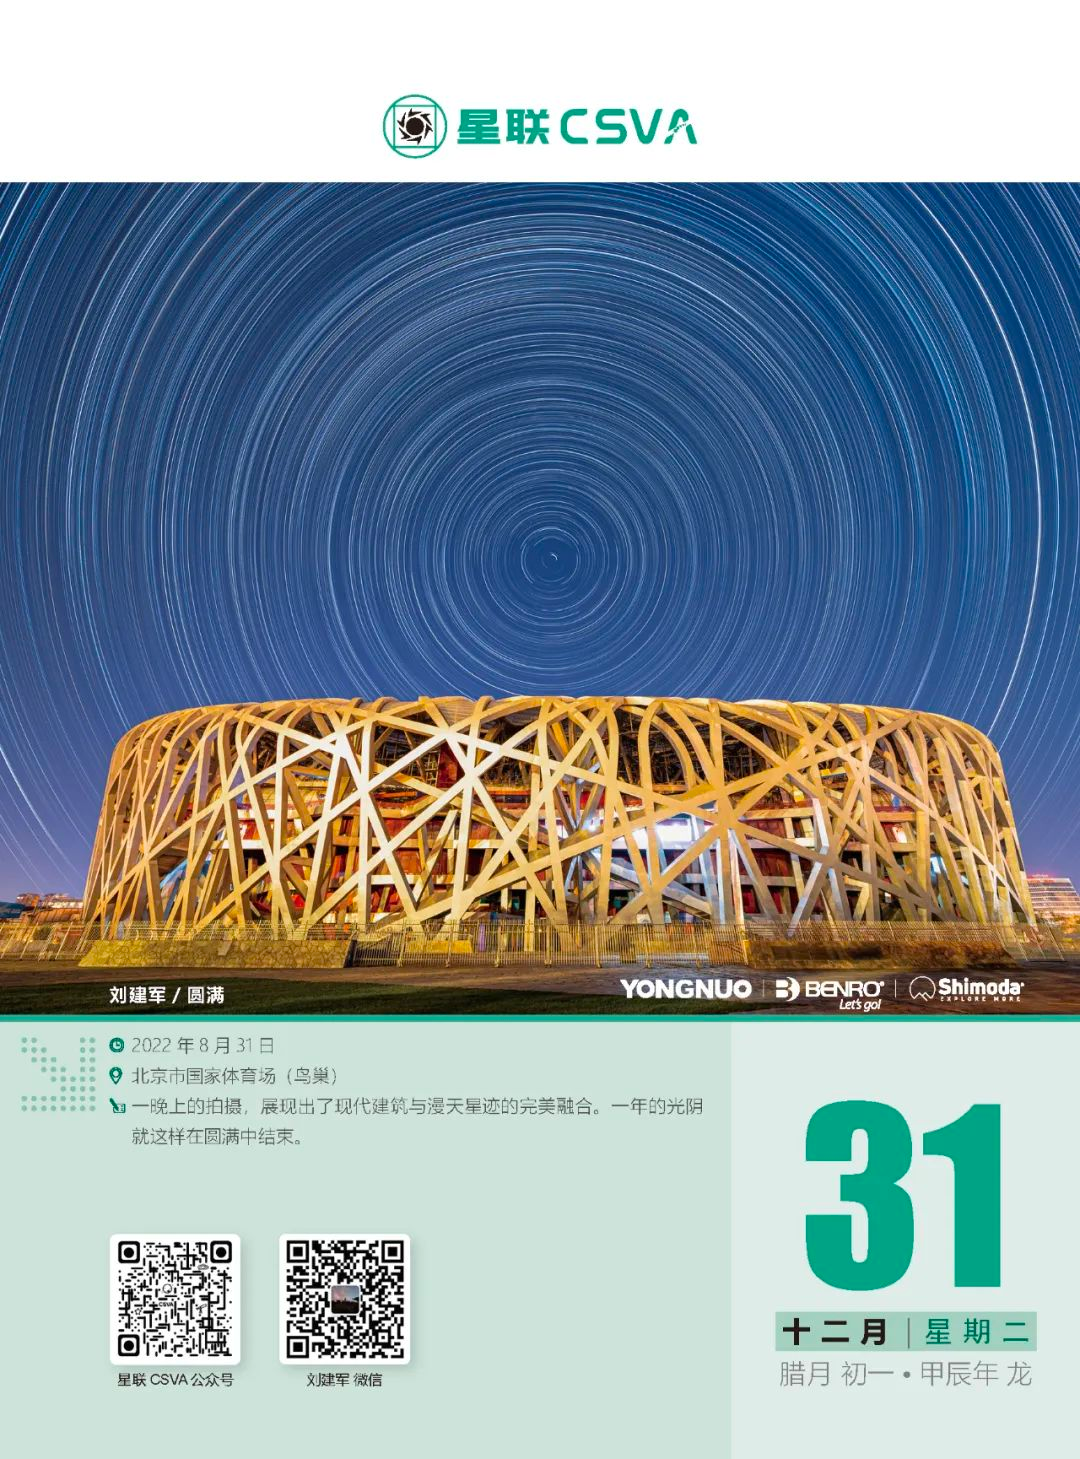 星联CSVA
刘建军 / 圆满
YONGNUO | BENRO Let's go! | Shimoda EXPLORE MORE
2022 年 8 月 31 日
北京市国家体育场（鸟巢）
一晚上的拍摄，展现出了现代建筑与漫天星迹的完美融合。一年的光阴
就这样在圆满中结束。
31
十二月 | 星期二
腊月 初一 • 甲辰年 龙
CSVA
星联 CSVA 公众号
刘建军 微信